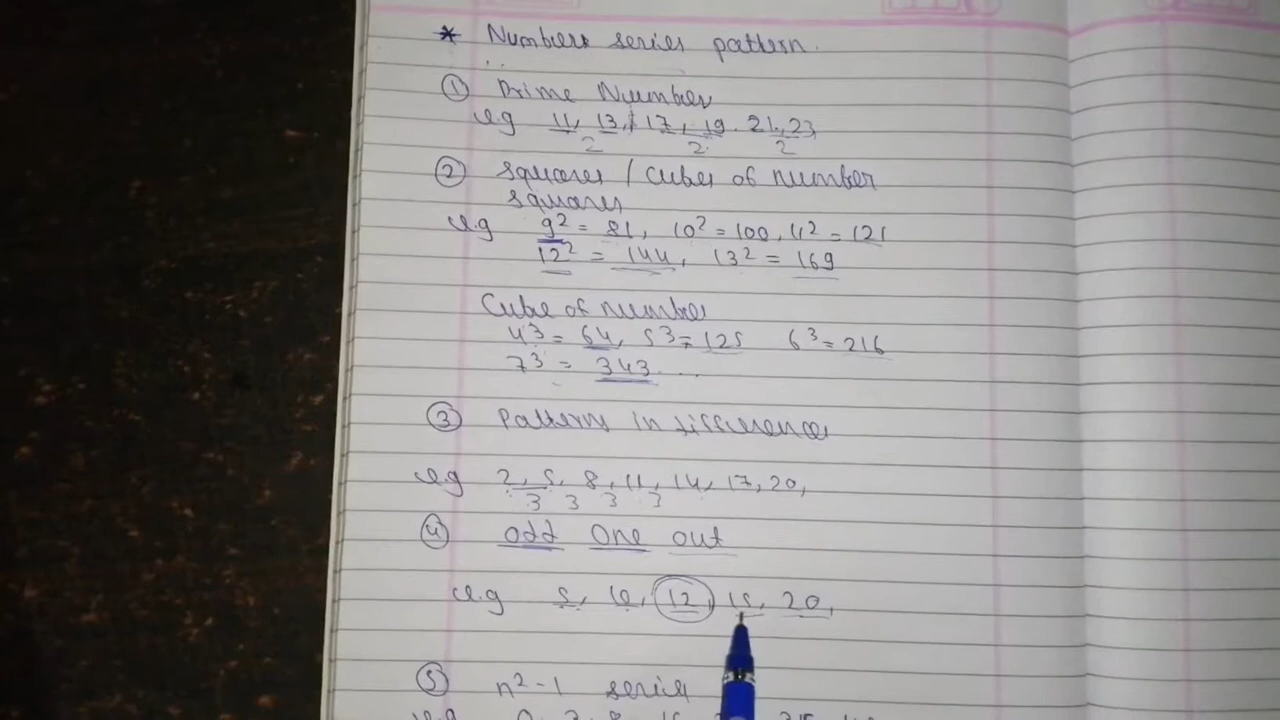 * Number series pattern.
① Prime Number
e.g 11, 13, 17, 19. 21, 23
2 2. 2
② squares / cubes of number
squares
e.g 9² = 81, 10² = 100, 11² = 121
12² = 144, 13² = 169
Cube of number
4³ = 64, 5³ = 125 6³ = 216
7³ = 343 ....
③ patterns in differences
e.g 2, 5, 8, 11, 14, 17, 20,
3 3 3 3
④ odd One out
e.g 5, 10, 12, 15, 20,
⑤ n²-1 series